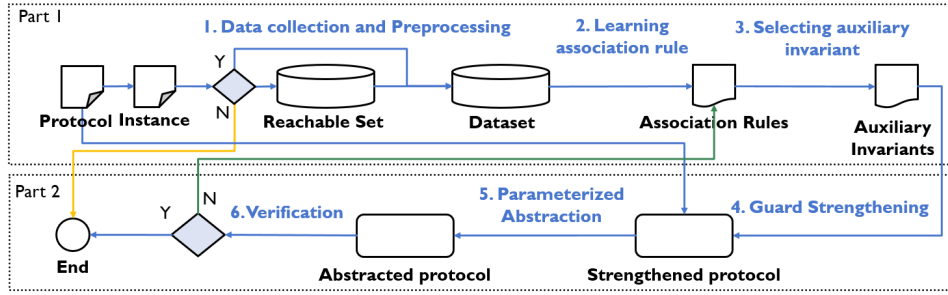 Part 1
1. Data collection and Preprocessing
2. Learning
association rule
3. Selecting auxiliary
invariant
Y
N
Protocol
Instance
Reachable Set
Dataset
Association Rules
Auxiliary
Invariants
Part 2
Y
N
6.Verification
5. Parameterized
Abstraction
4. Guard Strengthening
End
Abstracted protocol
Strengthened protocol